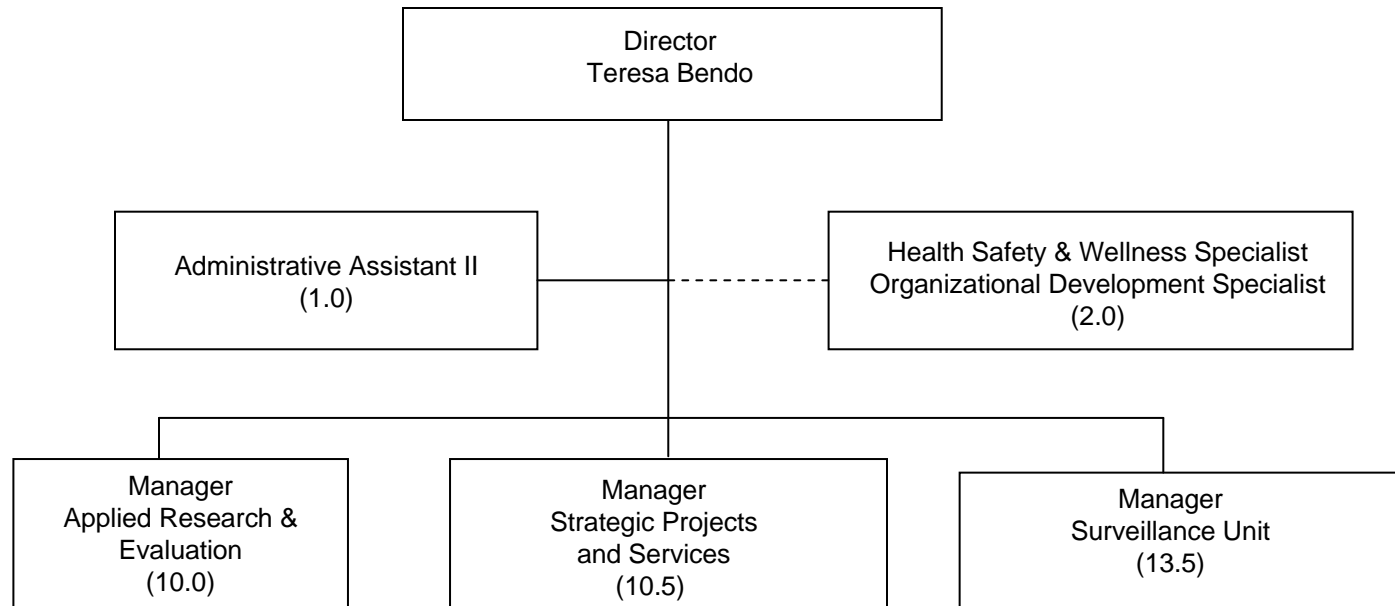 Director
Teresa Bendo
Administrative Assistant II
(1.0)
Health Safety & Wellness Specialist
Organizational Development Specialist
(2.0)
Manager
Applied Research &
Evaluation
(10.0)
Manager
Strategic Projects
and Services
(10.5)
Manager
Surveillance Unit
(13.5)